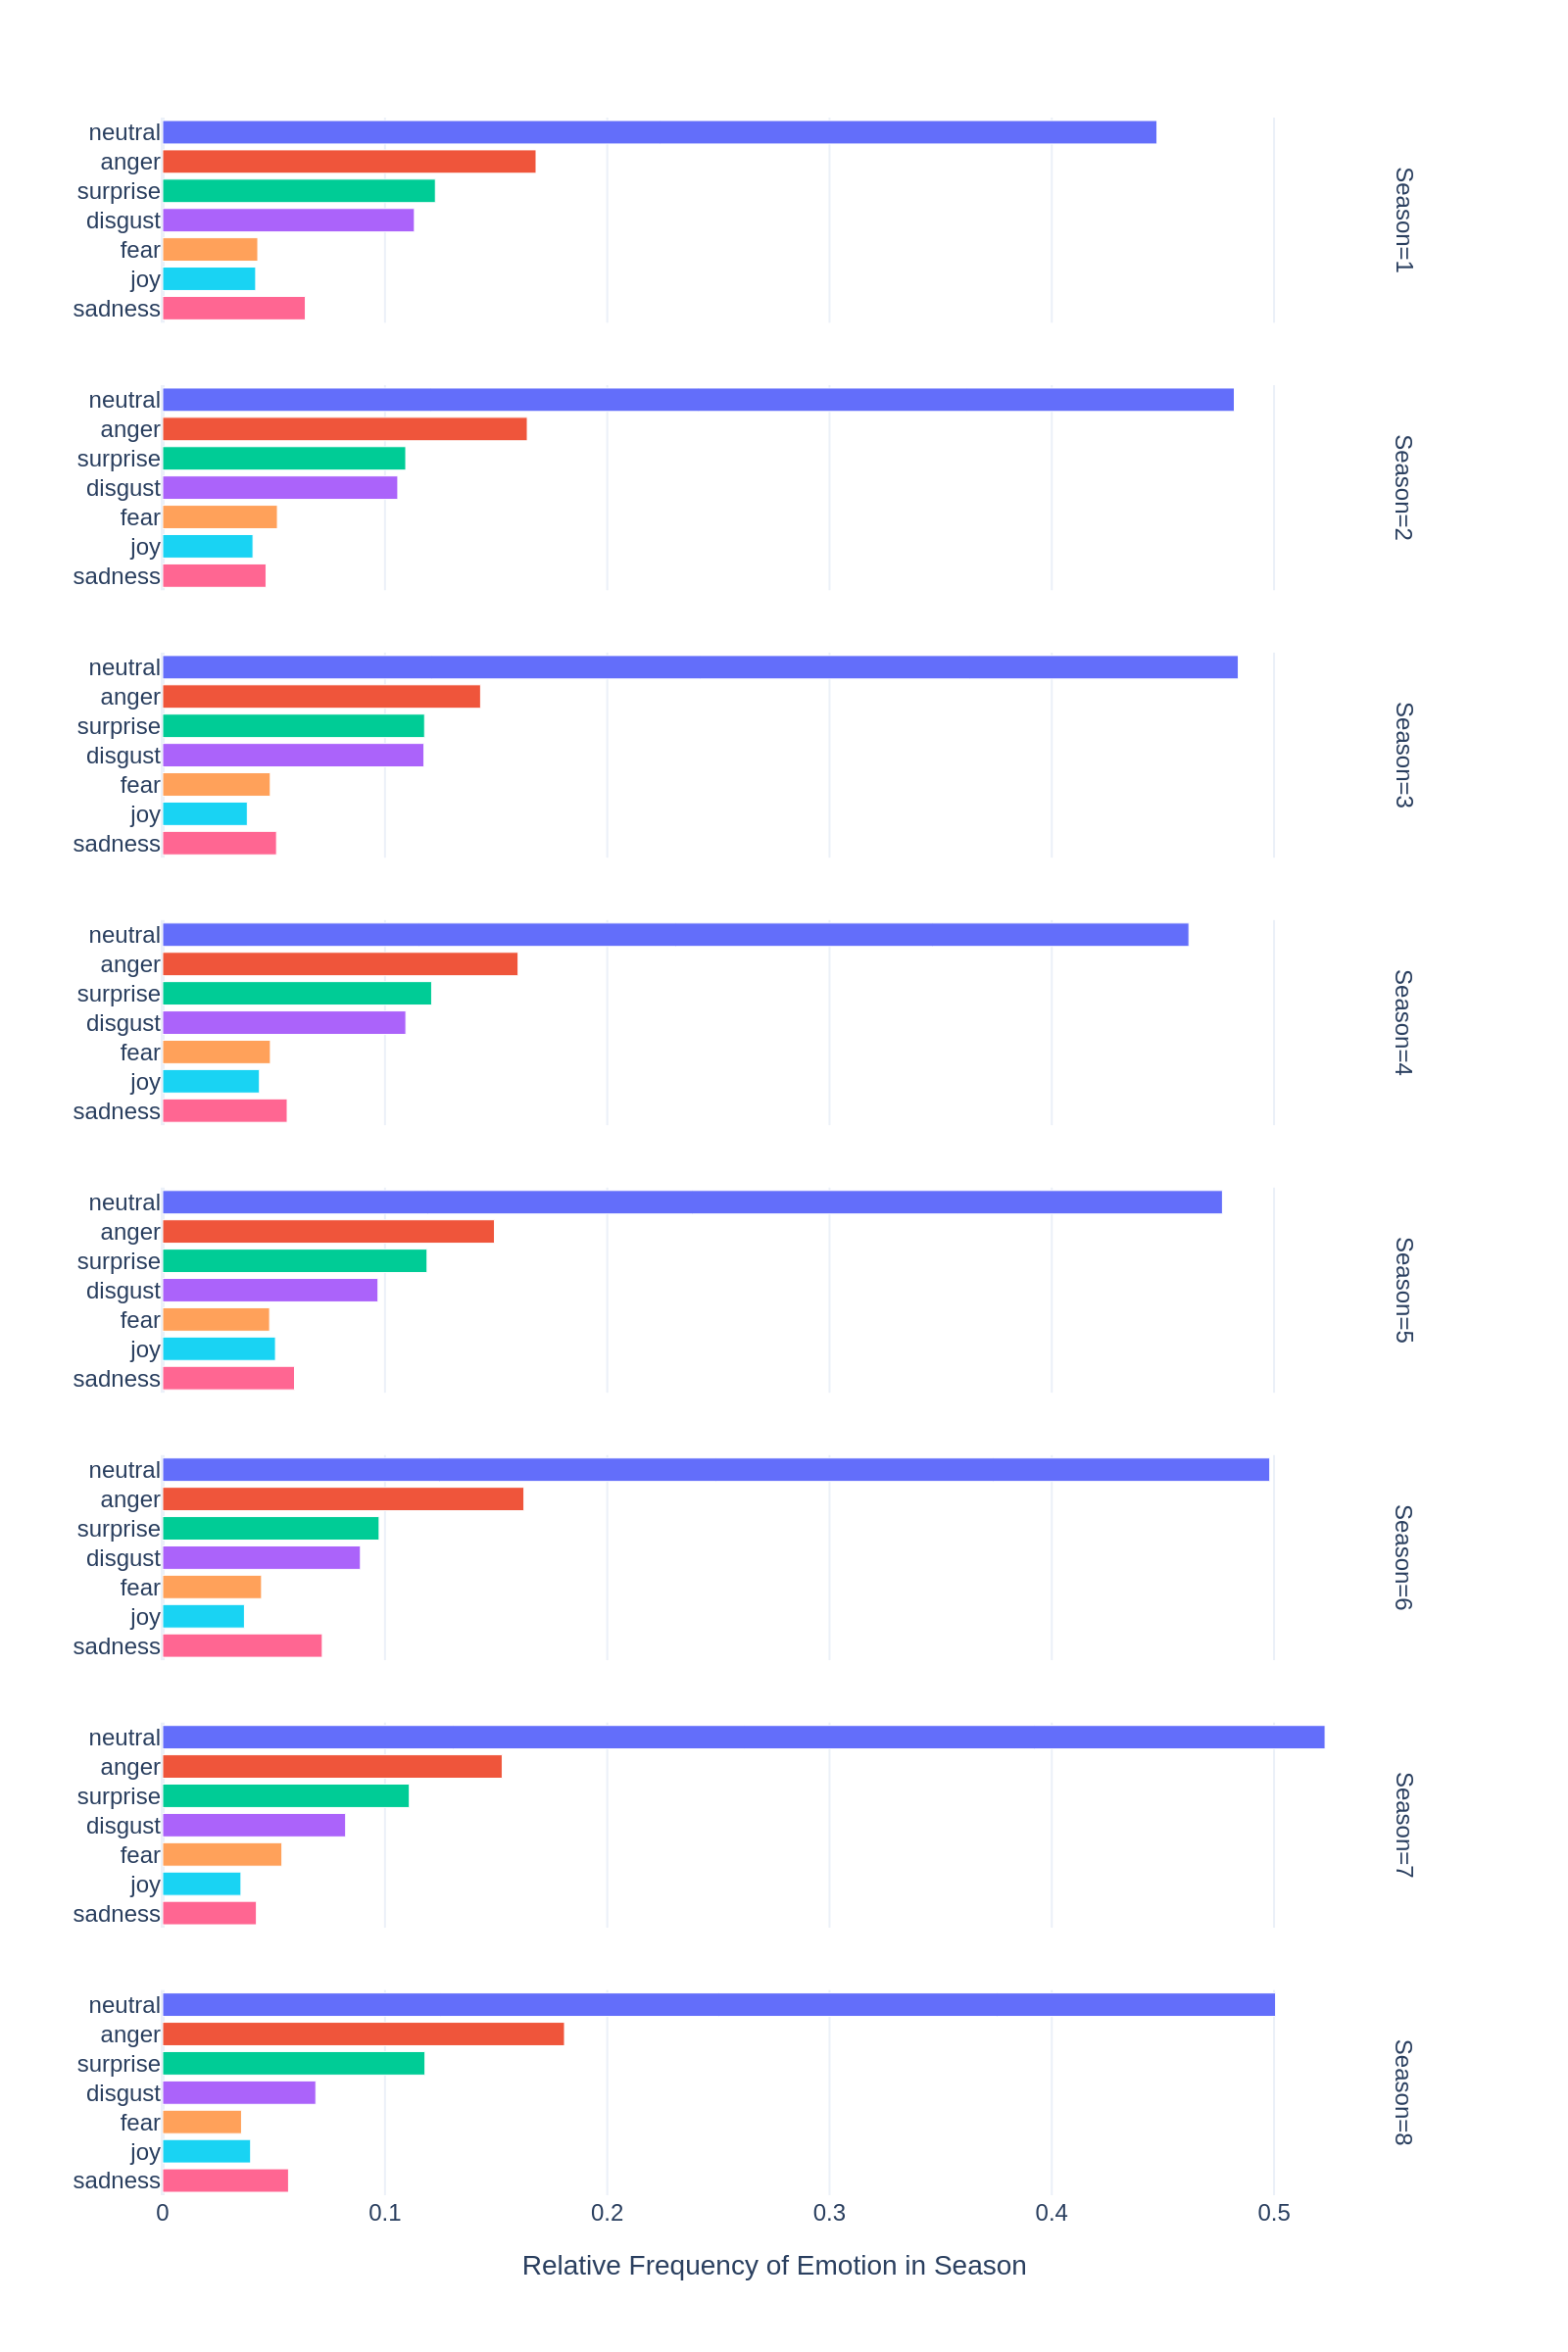 neutral
anger
surprise
disgust
fear
joy
sadness
Season=1
neutral
anger
surprise
disgust
fear
joy
sadness
Season=2
neutral
anger
surprise
disgust
fear
joy
sadness
Season=3
neutral
anger
surprise
disgust
fear
joy
sadness
Season=4
neutral
anger
surprise
disgust
fear
joy
sadness
Season=5
neutral
anger
surprise
disgust
fear
joy
sadness
Season=6
neutral
anger
surprise
disgust
fear
joy
sadness
Season=7
neutral
anger
surprise
disgust
fear
joy
sadness
Season=8
0 0.1 0.2 0.3 0.4 0.5
Relative Frequency of Emotion in Season